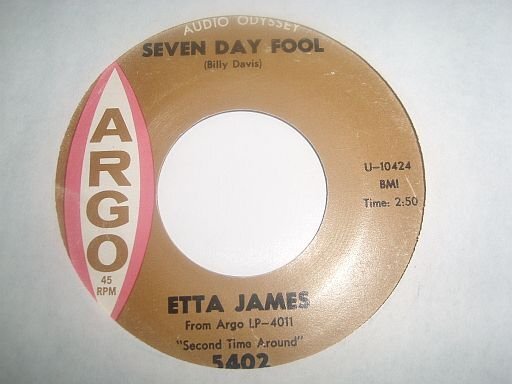 AUDIO ODYSSEY
SEVEN DAY FOOL
(Billy Davis)
ARGO
45
RPM
U-10424
BMI
Time: 2:50
ETTA JAMES
From Argo LP-4011
"Second Time Around"
5402